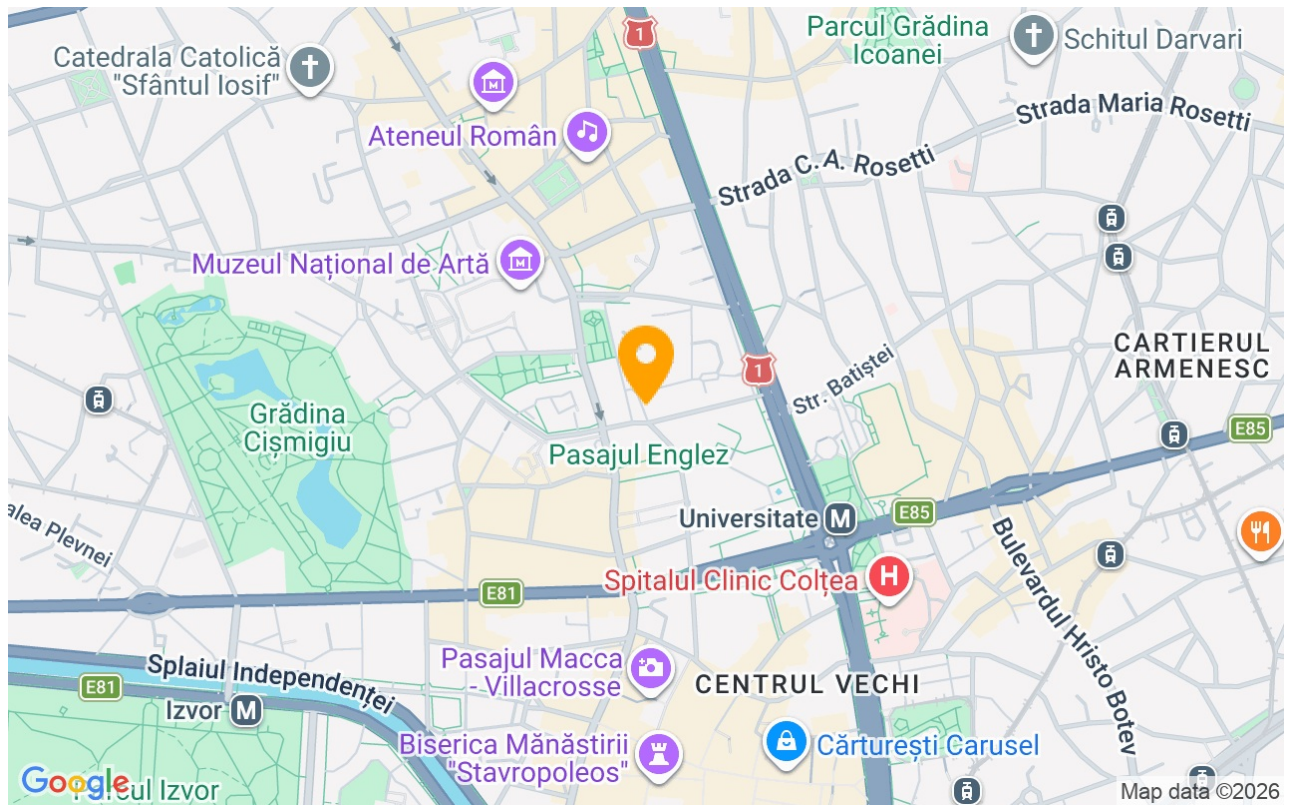 1
Parcul Grădina
Icoanei
Schitul Darvari
Catedrala Catolică
"Sfântul Iosif"
Strada Maria Rosetti
Ateneul Român
Strada C. A. Rosetti
Muzeul Național de Artă
CARTIERUL
ARMENESC
1
Str. Batiștei
Grădina
Cișmigiu
E85
Pasajul Englez
Universitate M
E85
alea Plevnei
Bulevardul Hristo Botev
Spitalul Clinic Colțea H
E81
Pasajul Macca
- Villacrosse
Splaiul Independenței
CENTRUL VECHI
E81
Izvor M
Biserica Mănăstirii
"Stavropoleos"
Cărturești Carusel
Google
cul Izvor
Map data ©2026